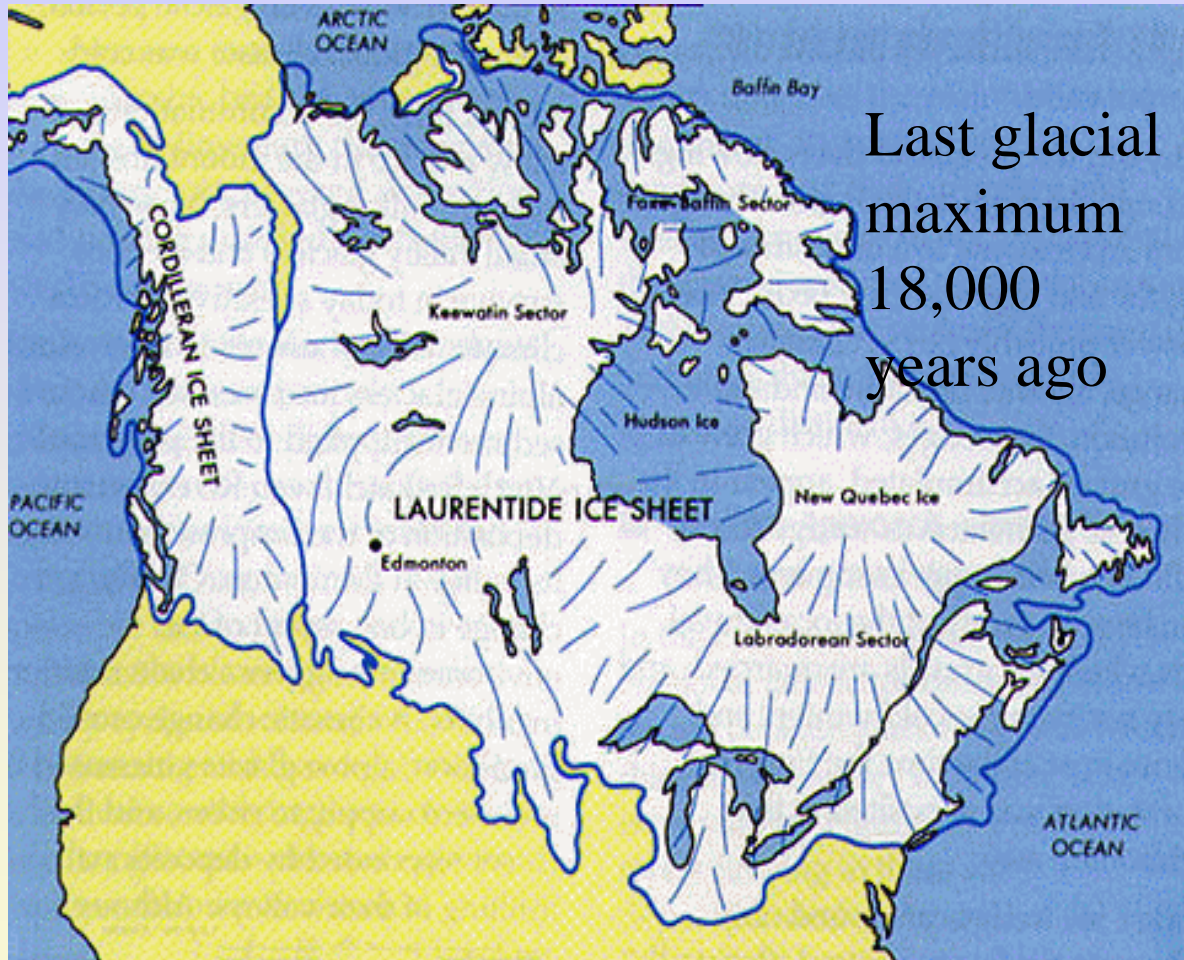 ARCTIC
OCEAN
Baffin Bay
Last glacial
maximum
18,000
years ago
Foxe-Baffin Sector
CORDILLERAN ICE SHEET
Keewatin Sector
Hudson Ice
PACIFIC
OCEAN
LAURENTIDE ICE SHEET
New Quebec Ice
Edmonton
Labradorean Sector
ATLANTIC
OCEAN